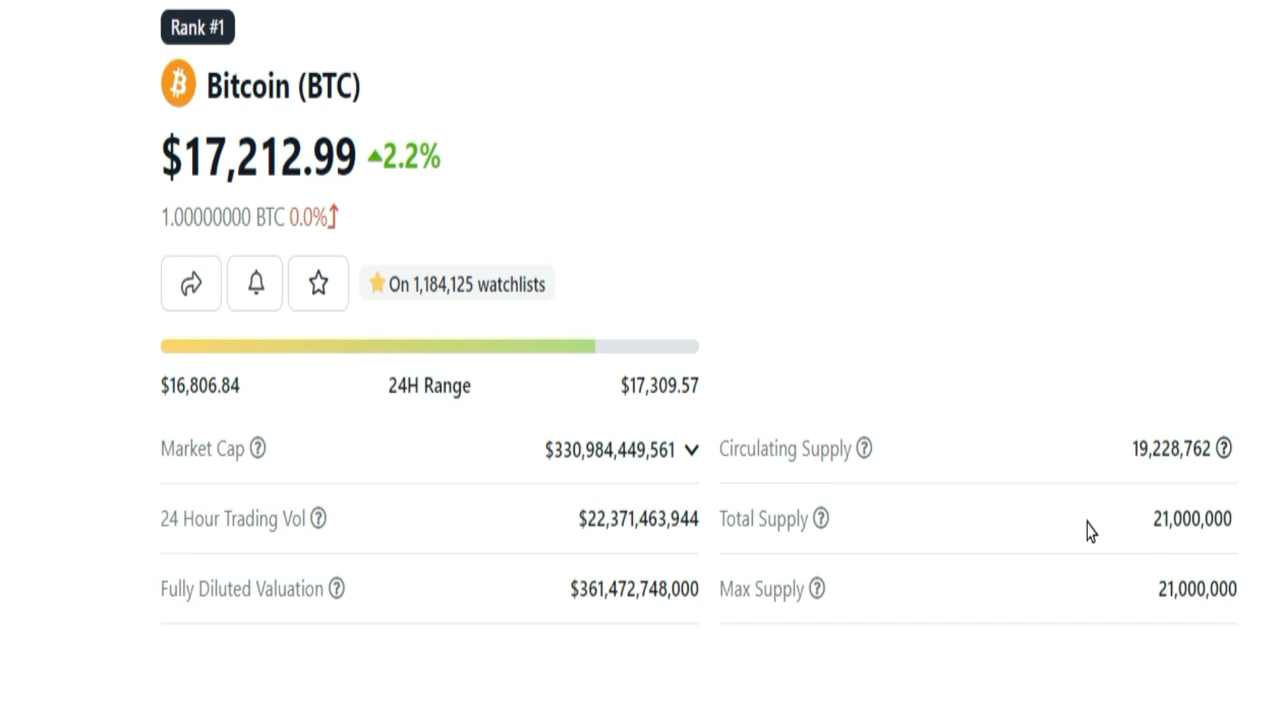 Rank #1
Bitcoin (BTC)
$17,212.99 2.2%
1.00000000 BTC 0.0%
On 1,184,125 watchlists
$16,806.84 24H Range $17,309.57
Market Cap $330,984,449,561
24 Hour Trading Vol $22,371,463,944
Fully Diluted Valuation $361,472,748,000
Circulating Supply 19,228,762
Total Supply 21,000,000
Max Supply 21,000,000